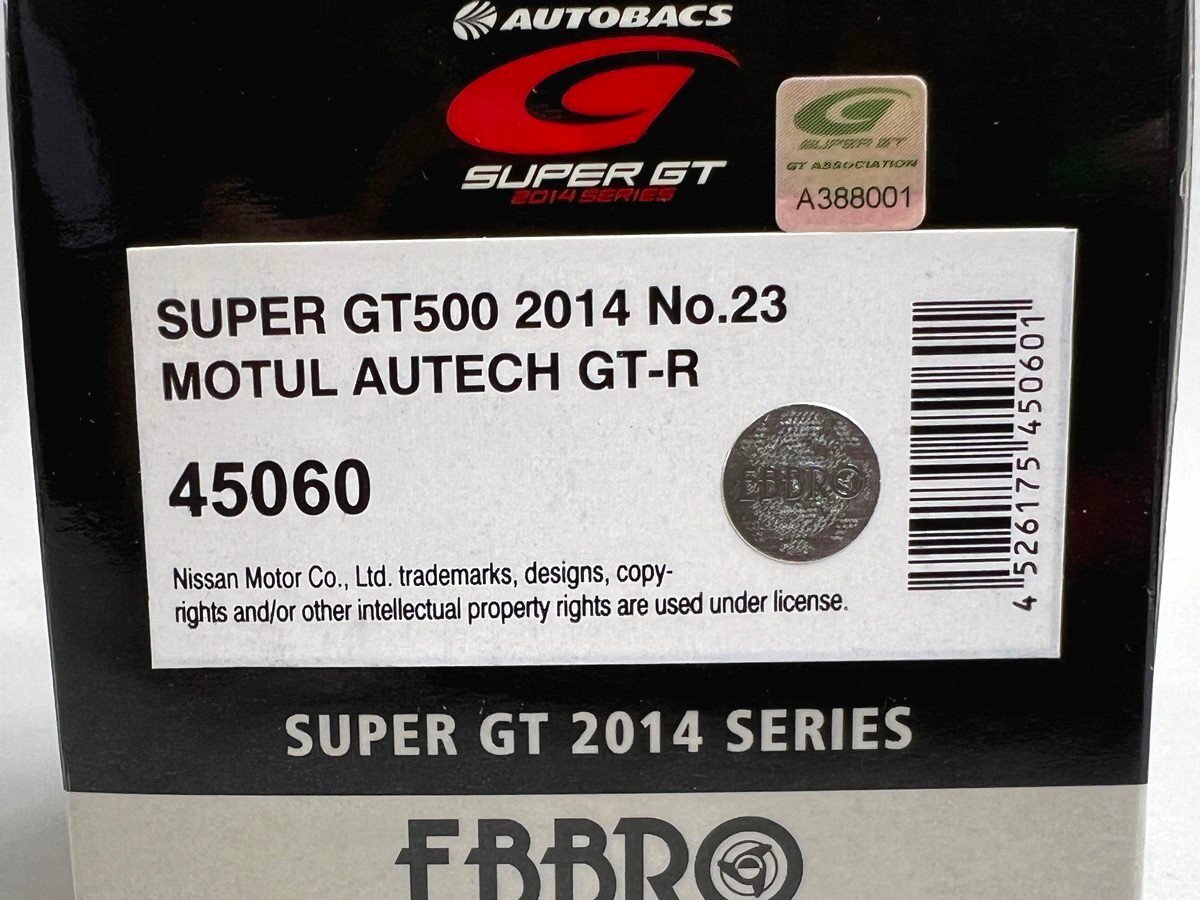 AUTOBACS
SUPER GT
2014 SERIES
SUPER GT
GT ASSOCIATION
A388001
SUPER GT500 2014 No.23
MOTUL AUTECH GT-R
45060
EBBRO
Nissan Motor Co., Ltd. trademarks, designs, copy-
rights and/or other intellectual property rights are used under license.
4 526175 450601
SUPER GT 2014 SERIES
EBBRO